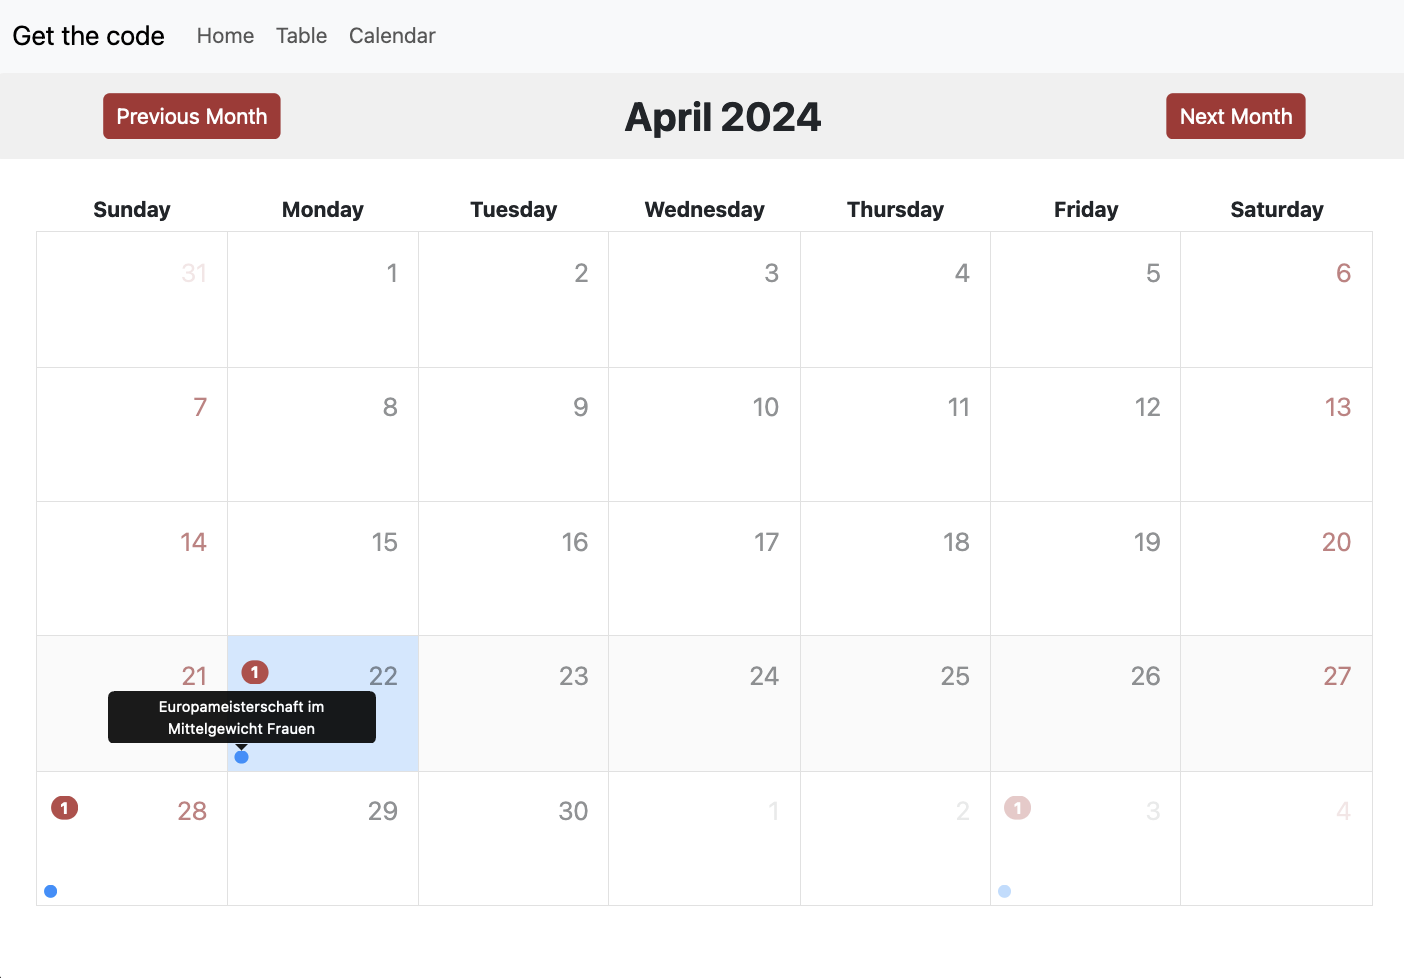 Get the code Home Table Calendar
Previous Month April 2024 Next Month
Sunday Monday Tuesday Wednesday Thursday Friday Saturday
31 1 2 3 4 5 6
7 8 9 10 11 12 13
14 15 16 17 18 19 20
21 1 22 23 24 25 26 27
Europameisterschaft im
Mittelgewicht Frauen
1 28 29 30 1 2 1 3 4